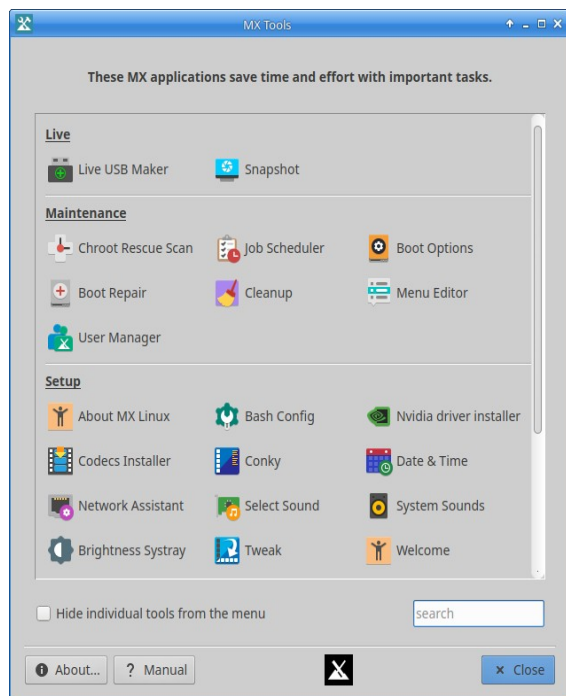 MX Tools
These MX applications save time and effort with important tasks.
Live
Live USB Maker Snapshot
Maintenance
Chroot Rescue Scan Job Scheduler Boot Options
Boot Repair Cleanup Menu Editor
User Manager
Setup
About MX Linux Bash Config Nvidia driver installer
Codecs Installer Conky Date & Time
Network Assistant Select Sound System Sounds
Brightness Systray Tweak Welcome
Hide individual tools from the menu search
About... ? Manual Close